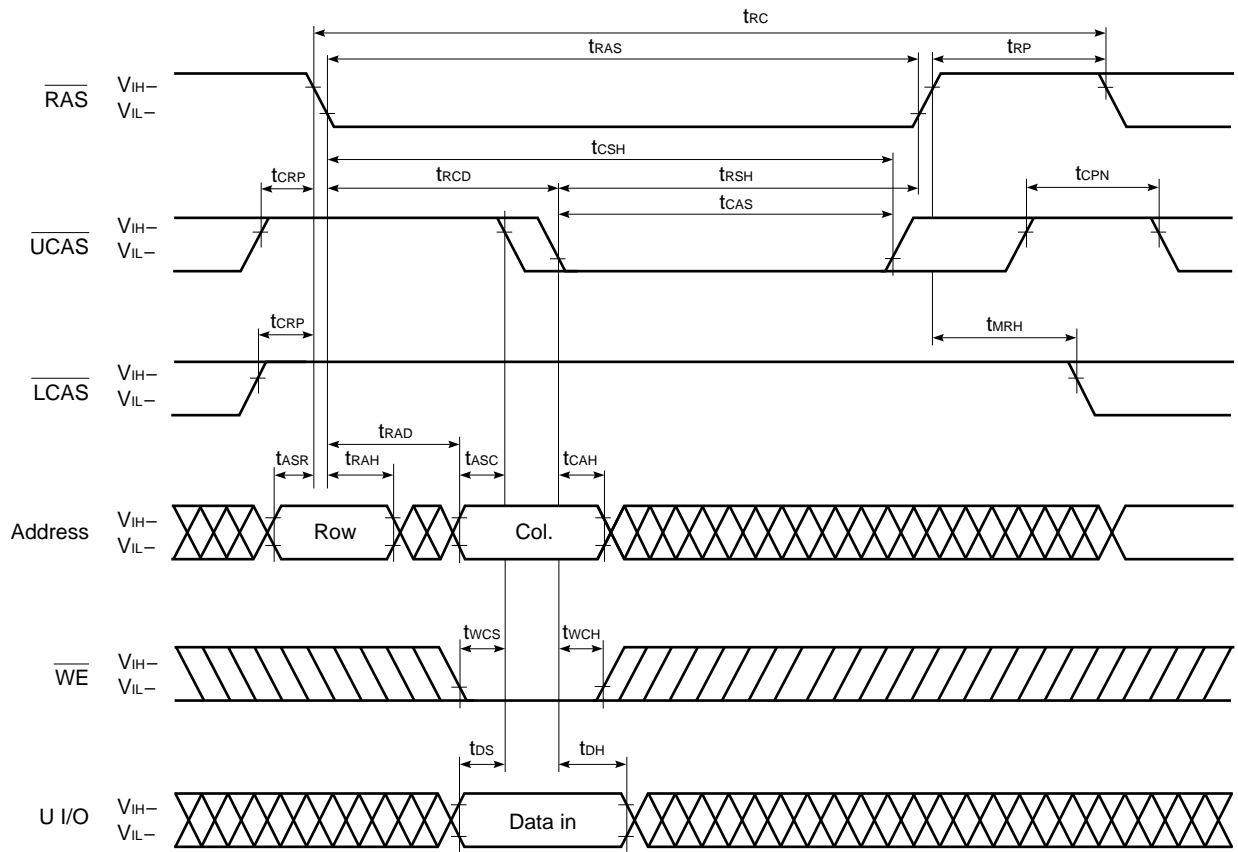 tRC
tRAS
tRP
RAS
VIH–
VIL–
tCSH
tCRP
tRCD
tRSH
tCPN
tCAS
UCAS
VIH–
VIL–
tCRP
tMRH
LCAS
VIH–
VIL–
tRAD
tASR
tRAH
tASC
tCAH
Address
VIH–
VIL–
Row
Col.
tWCS
tWCH
WE
VIH–
VIL–
tDS
tDH
U I/O
VIH–
VIL–
Data in